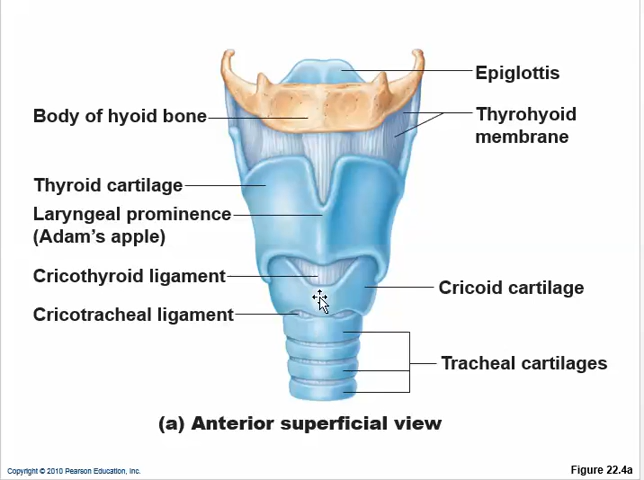 Epiglottis
Body of hyoid bone
Thyrohyoid
membrane
Thyroid cartilage
Laryngeal prominence
(Adam's apple)
Cricothyroid ligament
Cricoid cartilage
Cricotracheal ligament
Tracheal cartilages
(a) Anterior superficial view
Copyright © 2010 Pearson Education, Inc.
Figure 22.4a